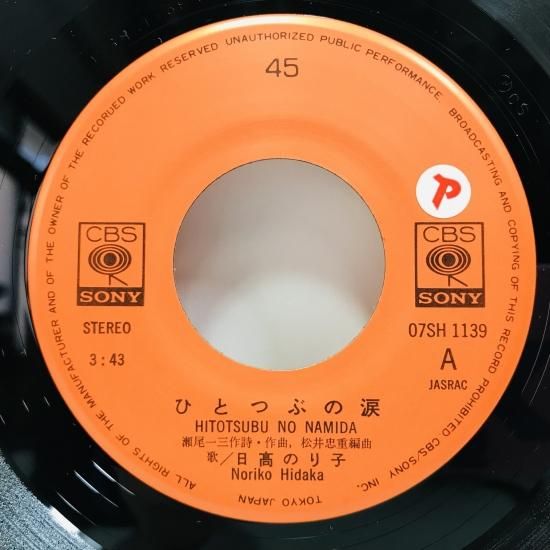 ALL RIGHTS OF THE MANUFACTURER AND OF THE OWNER OF THE RECORUED WORK RESERVED UNAUTHORIZED PUBLIC PERFORMANCE. BROADCASTING AND COPYING OF THIS RECORD PROHIBITED CBS/SONY INC. TOKYO JAPAN
45
P
CBS
SONY
CBS
SONY
STEREO
07SH 1139
3:43
A
JASRAC
ひとつぶの涙
HITOTSUBU NO NAMIDA
瀬尾一三作詩・作曲, 松井忠重編曲
歌/日髙のり子
Noriko Hidaka